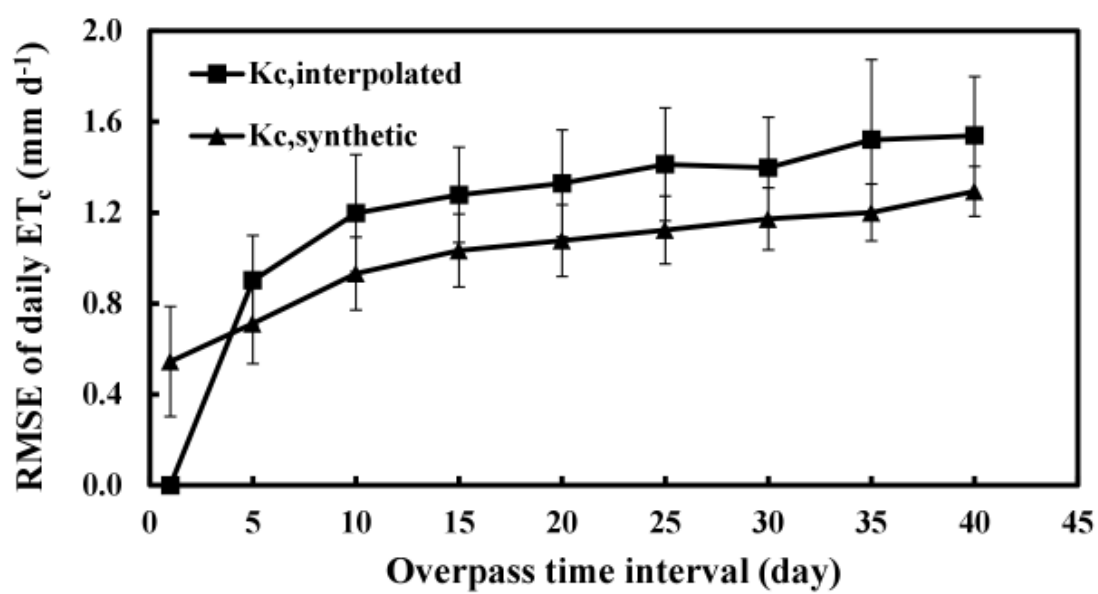 RMSE of daily ETc (mm d-1)
2.0
1.6
1.2
0.8
0.4
0.0
Kc,interpolated
Kc,synthetic
0 5 10 15 20 25 30 35 40 45
Overpass time interval (day)